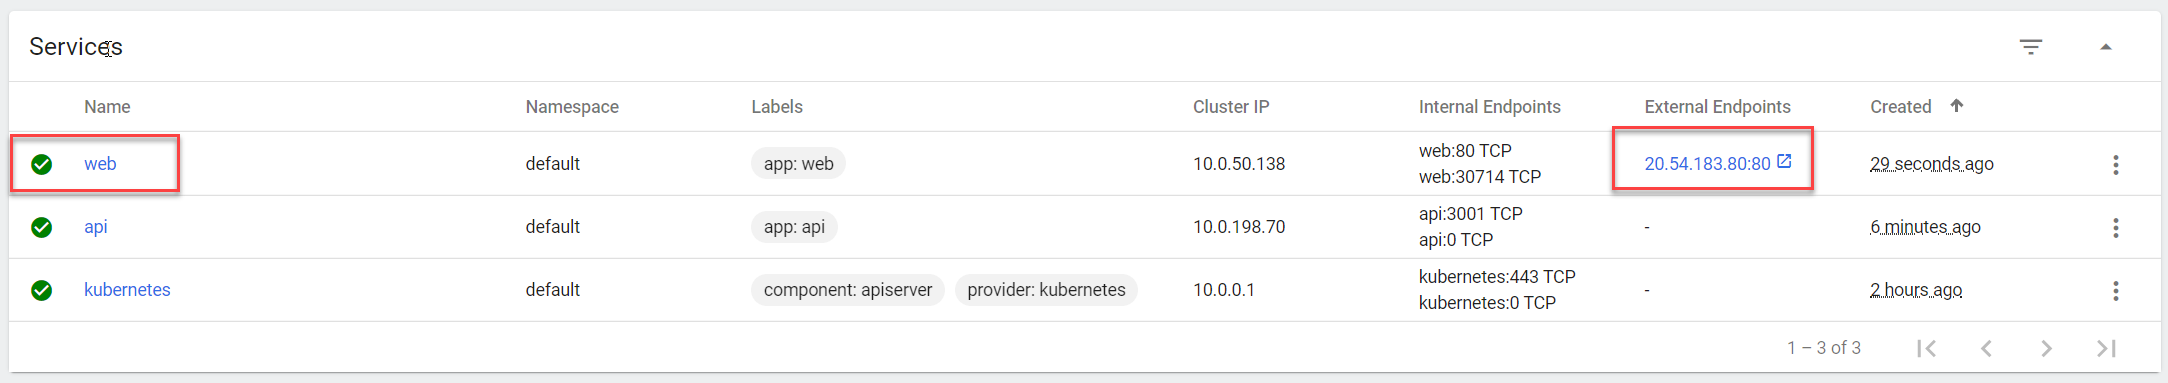 Services
Name Namespace Labels Cluster IP Internal Endpoints External Endpoints Created
web default app: web 10.0.50.138 web:80 TCP 20.54.183.80:80 29 seconds ago
web:30714 TCP
api default app: api 10.0.198.70 api:3001 TCP - 6 minutes ago
api:0 TCP
kubernetes default component: apiserver provider: kubernetes 10.0.0.1 kubernetes:443 TCP - 2 hours ago
kubernetes:0 TCP
1 – 3 of 3